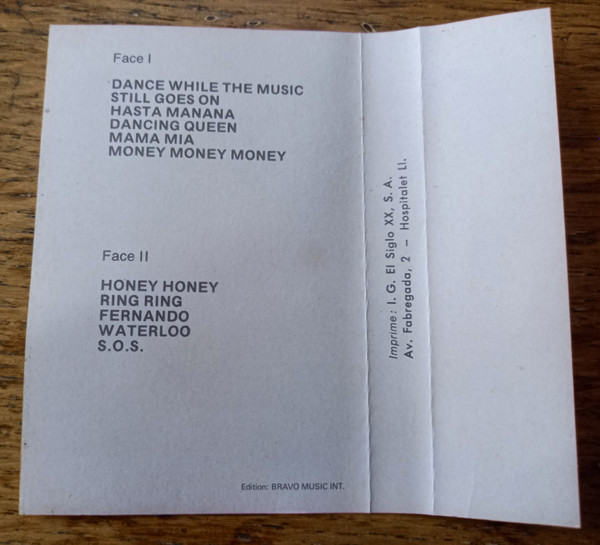 Face I
DANCE WHILE THE MUSIC
STILL GOES ON
HASTA MANANA
DANCING QUEEN
MAMA MIA
MONEY MONEY MONEY
Face II
HONEY HONEY
RING RING
FERNANDO
WATERLOO
S.O.S.
Edition: BRAVO MUSIC INT.
Imprime: I. G. El Siglo XX, S. A.
Av. Fabregada, 2 – Hospitalet Ll.